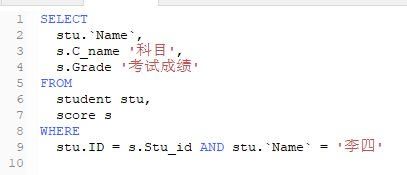 1 SELECT
2 stu.`Name`,
3 s.C_name '科目',
4 s.Grade '考试成绩'
5 FROM
6 student stu,
7 score s
8 WHERE
9 stu.ID = s.Stu_id AND stu.`Name` = '李四'
10